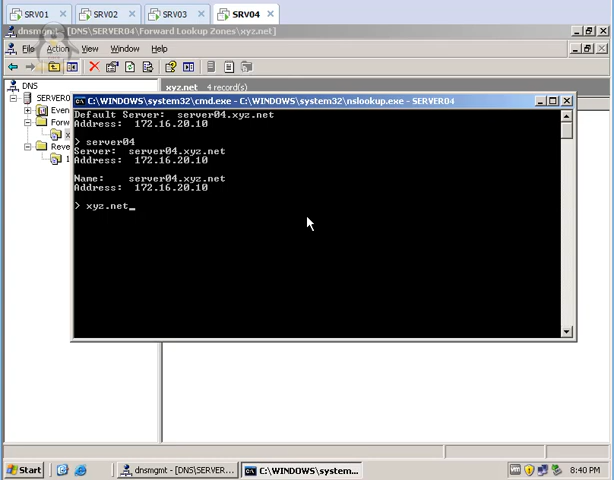 SRV01
SRV02
SRV03
SRV04
dnsmgmt - [DNS\SERVER04\Forward Lookup Zones\xyz.net]
File Action View Window Help
DNS
xyz.net 4 record(s)
SERVER0
Even
Forw
x
Reve
1
C:\WINDOWS\system32\cmd.exe - C:\WINDOWS\system32\nslookup.exe - SERVER04
Default Server: server04.xyz.net
Address: 172.16.20.10
> server04
Server: server04.xyz.net
Address: 172.16.20.10
Name: server04.xyz.net
Address: 172.16.20.10
> xyz.net_
Start
dnsmgmt - [DNS\SERVER...
C:\WINDOWS\system...
8:40 PM